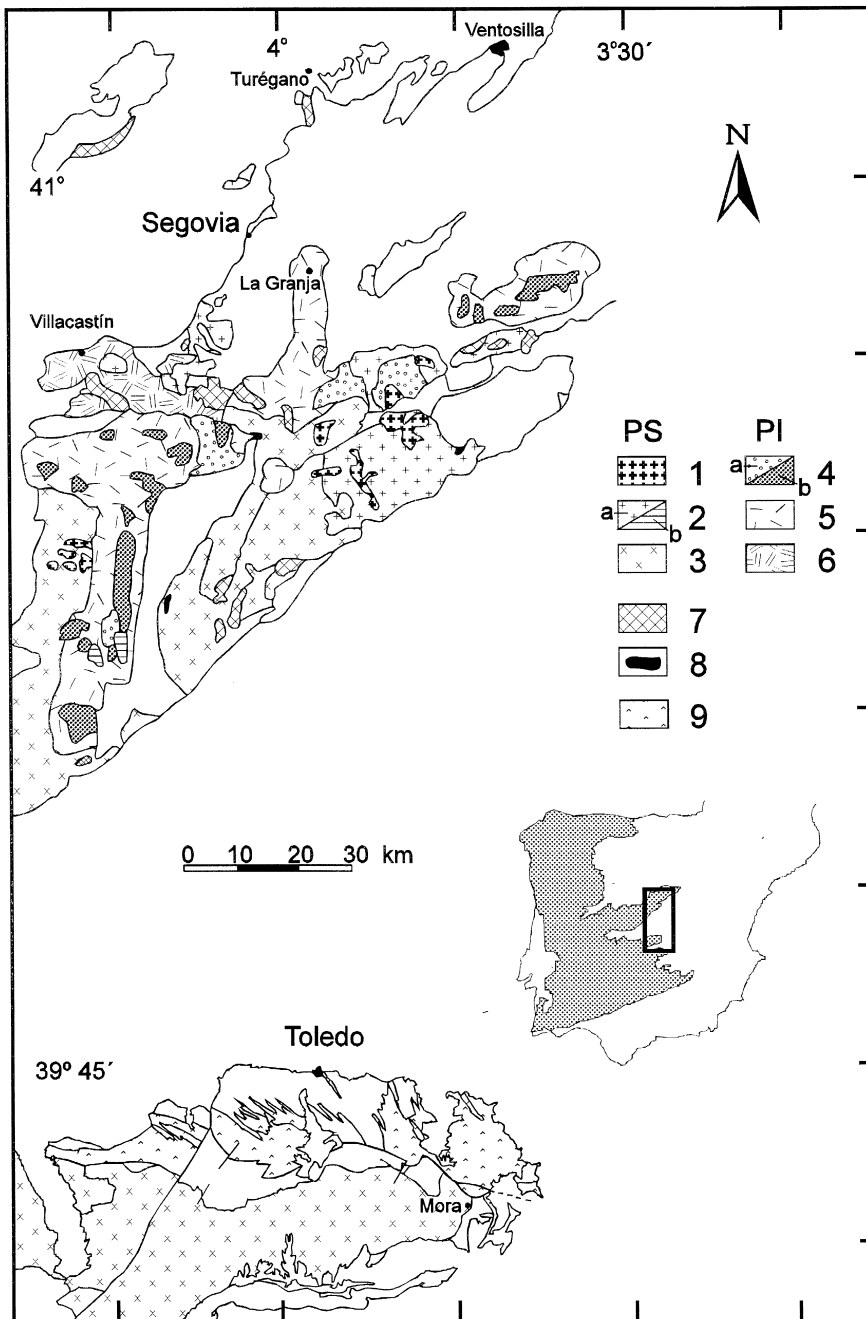 Ventosilla
4°
3°30´
Turégano
41°
N
Segovia
La Granja
Villacastín
PS
PI
1
a
b
4
a
b
2
5
3
6
7
8
9
0 10 20 30 km
Toledo
39º 45´
Mora